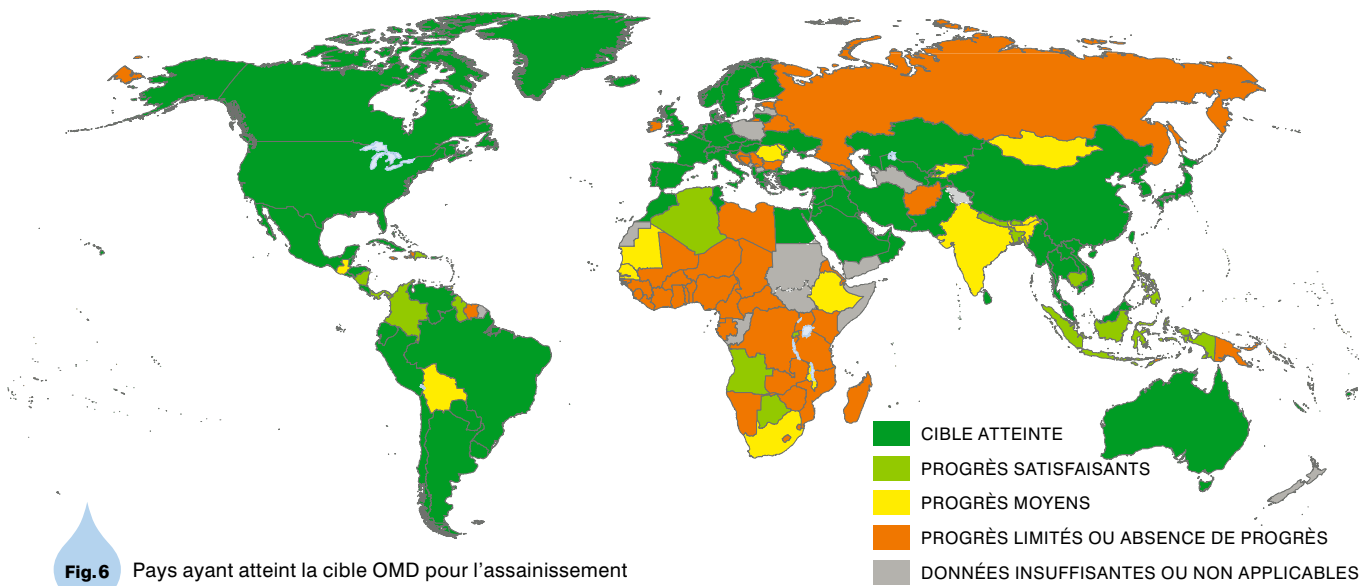 CIBLE ATTEINTE
PROGRÈS SATISFAISANTS
PROGRÈS MOYENS
PROGRÈS LIMITÉS OU ABSENCE DE PROGRÈS
DONNÉES INSUFFISANTES OU NON APPLICABLES
Fig.6 Pays ayant atteint la cible OMD pour l'assainissement